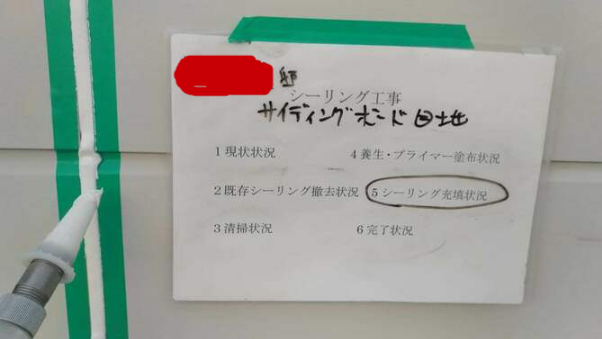 邸
シーリング工事
サイディングボード目地
1 現状状況 4 養生・プライマー塗布状況
2 既存シーリング撤去状況 5 シーリング充填状況
3 清掃状況 6 完了状況